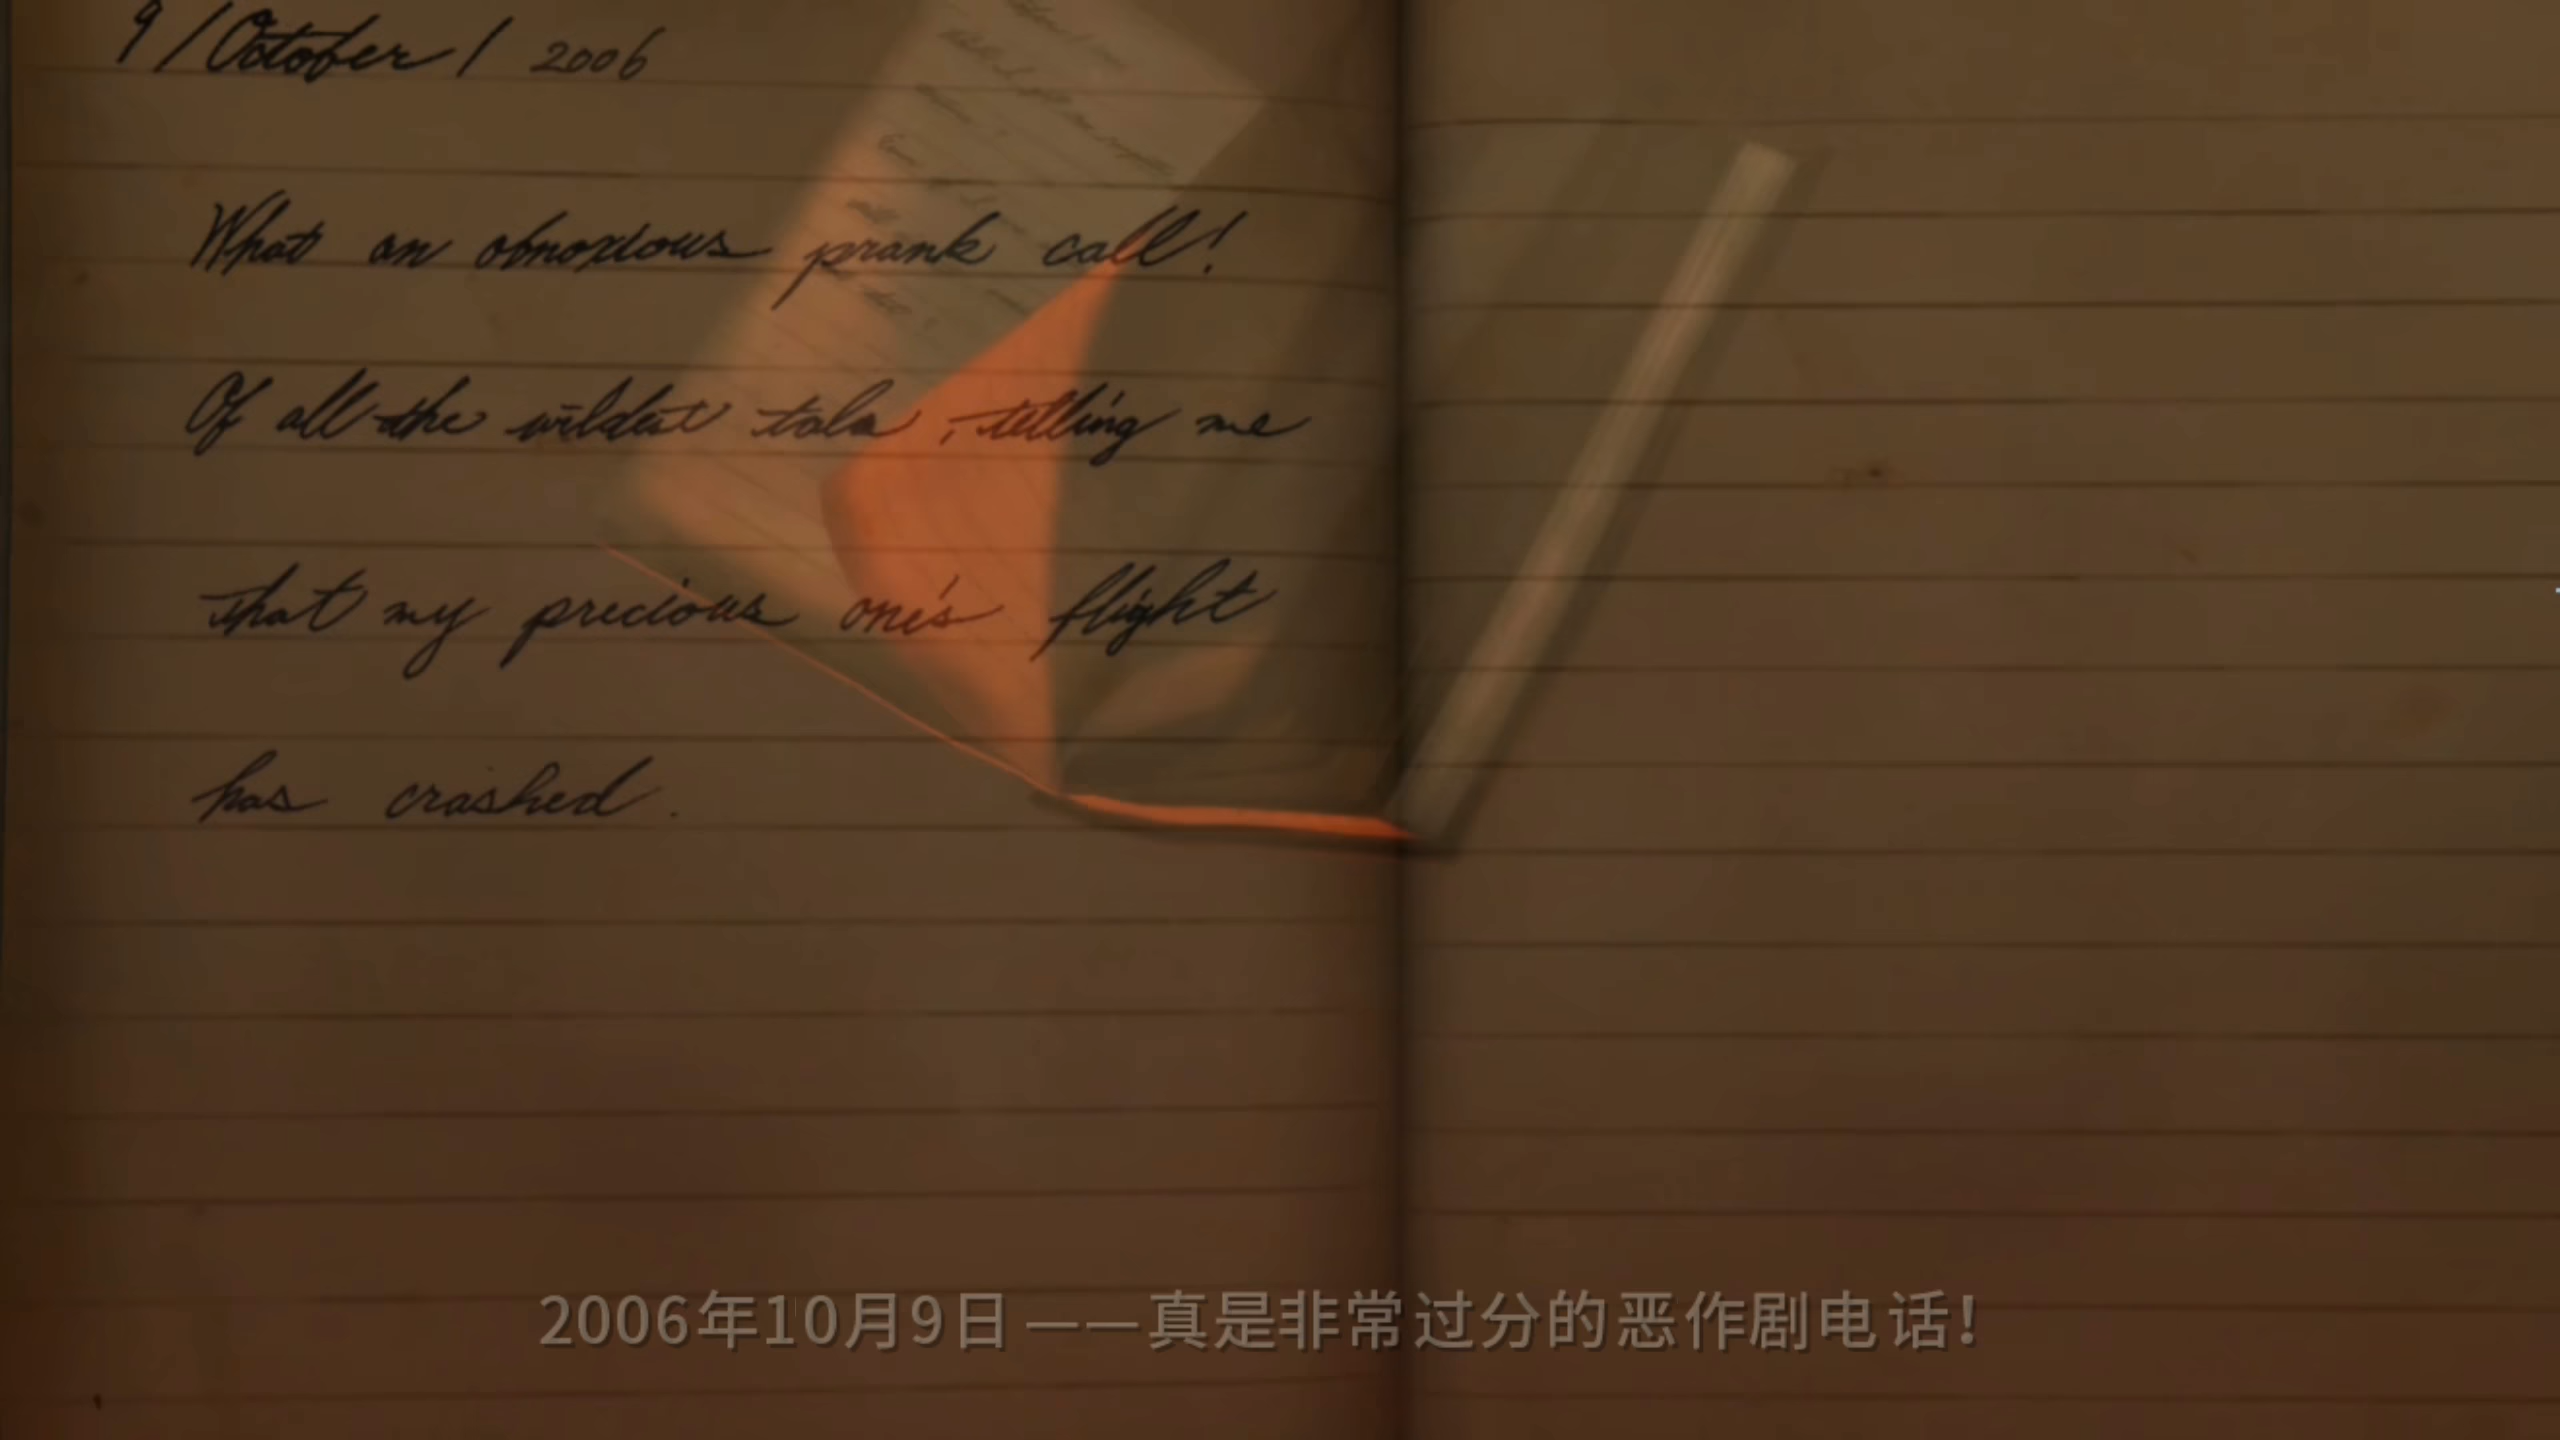 9/October/2006
What an obnoxious prank call!
Of all the wildest tales, telling me
that my precious one's flight
has crashed.
2006年10月9日 ——真是非常过分的恶作剧电话!